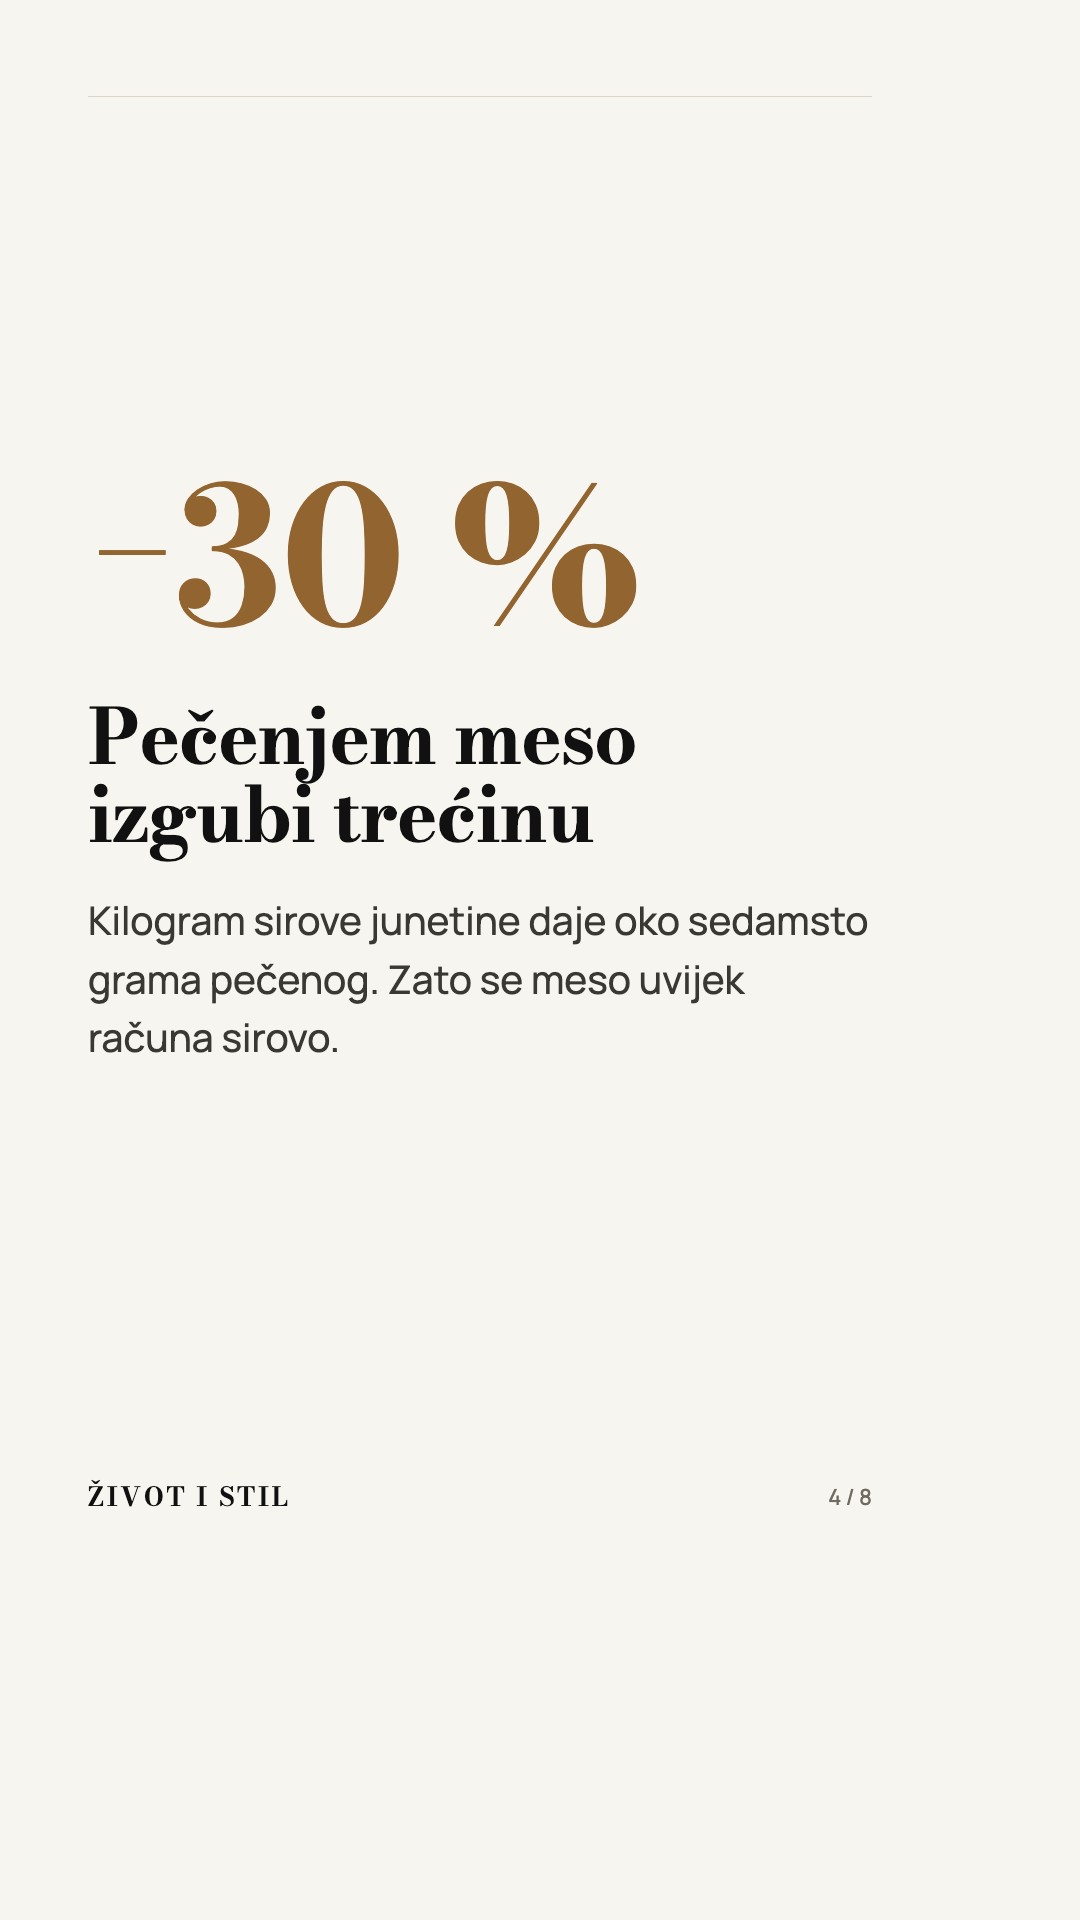 –30 %
Pečenjem meso
izgubi trećinu
Kilogram sirove junetine daje oko sedamsto
grama pečenog. Zato se meso uvijek
računa sirovo.
ŽIVOT I STIL
4 / 8